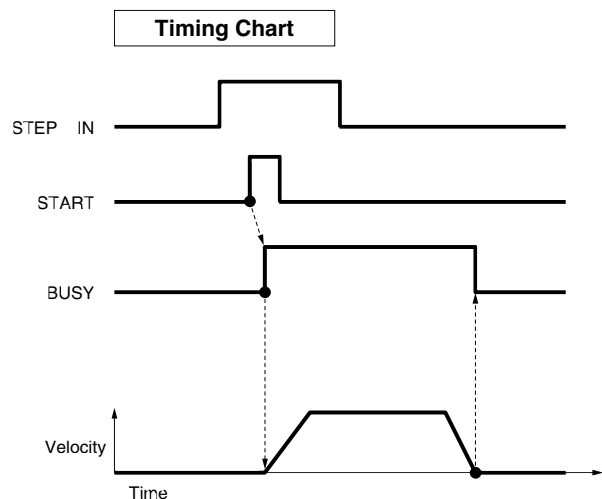 Timing Chart
STEP IN
START
BUSY
Velocity
Time